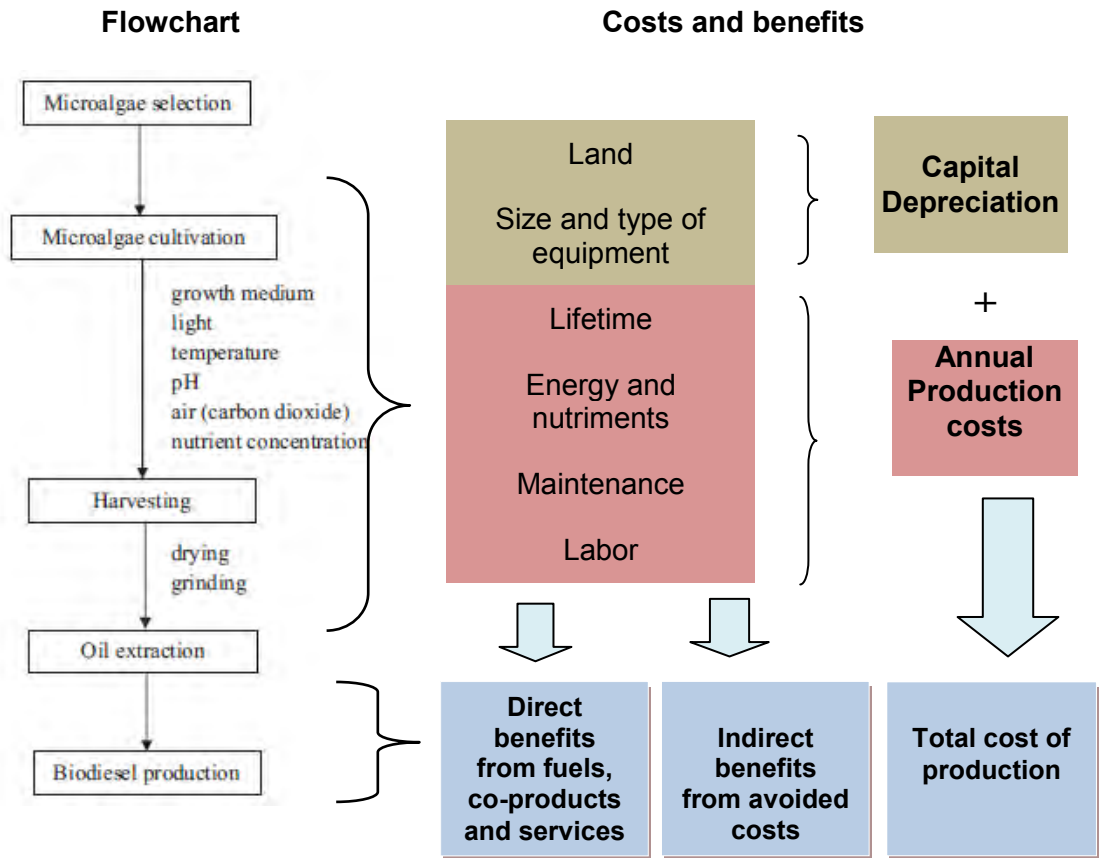 Flowchart
Microalgae selection
Microalgae cultivation
growth medium
light
temperature
pH
air (carbon dioxide)
nutrient concentration
Harvesting
drying
grinding
Oil extraction
Biodiesel production
Costs and benefits
Land
Size and type of
equipment
Lifetime
Energy and
nutriments
Maintenance
Labor
Capital
Depreciation
+
Annual
Production
costs
Direct
benefits
from fuels,
co-products
and services
Indirect
benefits
from avoided
costs
Total cost of
production